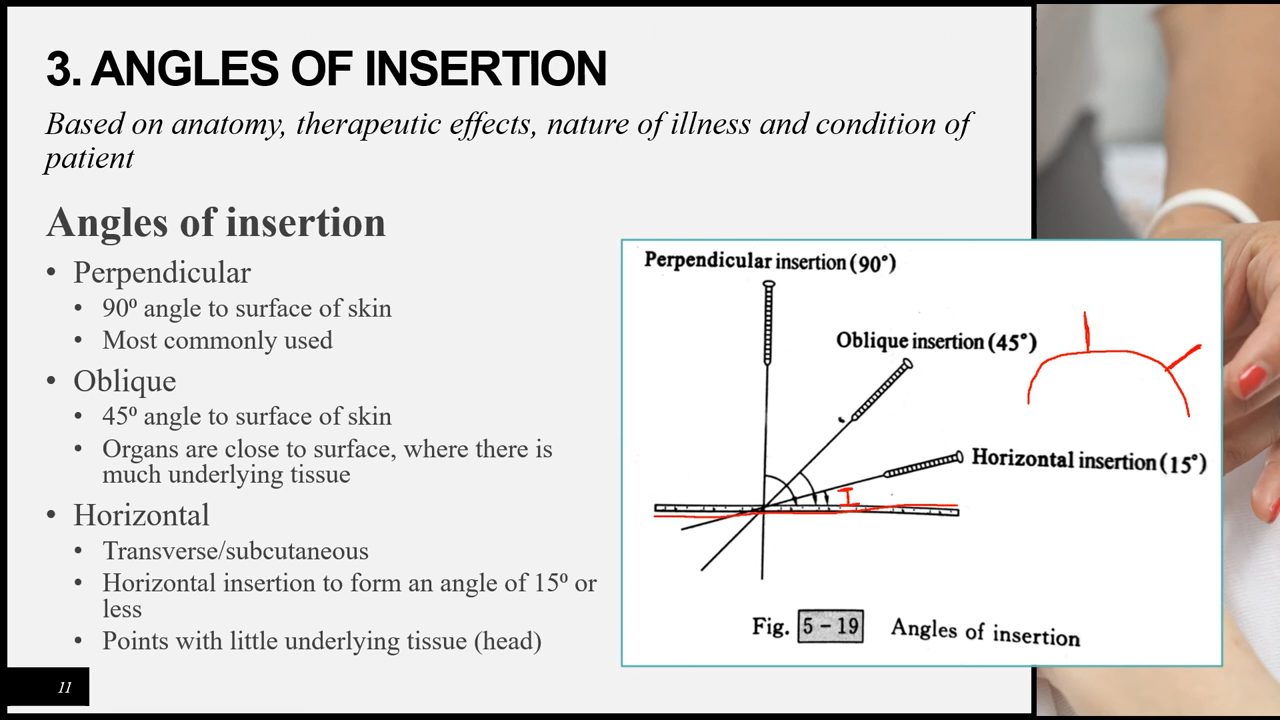 3. ANGLES OF INSERTION
Based on anatomy, therapeutic effects, nature of illness and condition of
patient
Angles of insertion
• Perpendicular
• 90º angle to surface of skin
• Most commonly used
• Oblique
• 45º angle to surface of skin
• Organs are close to surface, where there is
much underlying tissue
• Horizontal
• Transverse/subcutaneous
• Horizontal insertion to form an angle of 15º or
less
• Points with little underlying tissue (head)
Perpendicular insertion (90°)
Oblique insertion (45°)
Horizontal insertion (15°)
Fig. 5-19 Angles of insertion
11